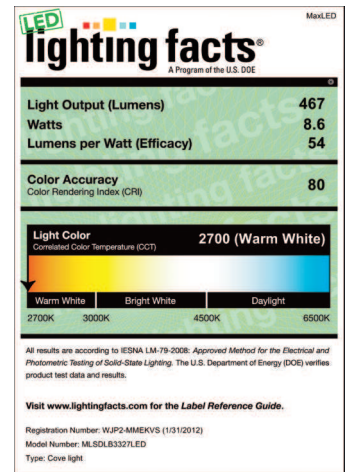 MaxLED
LED
lighting facts®
A Program of the U.S. DOE
Light Output (Lumens) 467
Watts 8.6
Lumens per Watt (Efficacy) 54
Color Accuracy 80
Color Rendering Index (CRI)
Light Color 2700 (Warm White)
Correlated Color Temperature (CCT)
Warm White Bright White Daylight
2700K 3000K 4500K 6500K
All results are according to IESNA LM-79-2008: Approved Method for the Electrical and
Photometric Testing of Solid-State Lighting. The U.S. Department of Energy (DOE) verifies
product test data and results.
Visit www.lightingfacts.com for the Label Reference Guide.
Registration Number: WJP2-MMEKVS (1/31/2012)
Model Number: MLSDLB3327LED
Type: Cove light